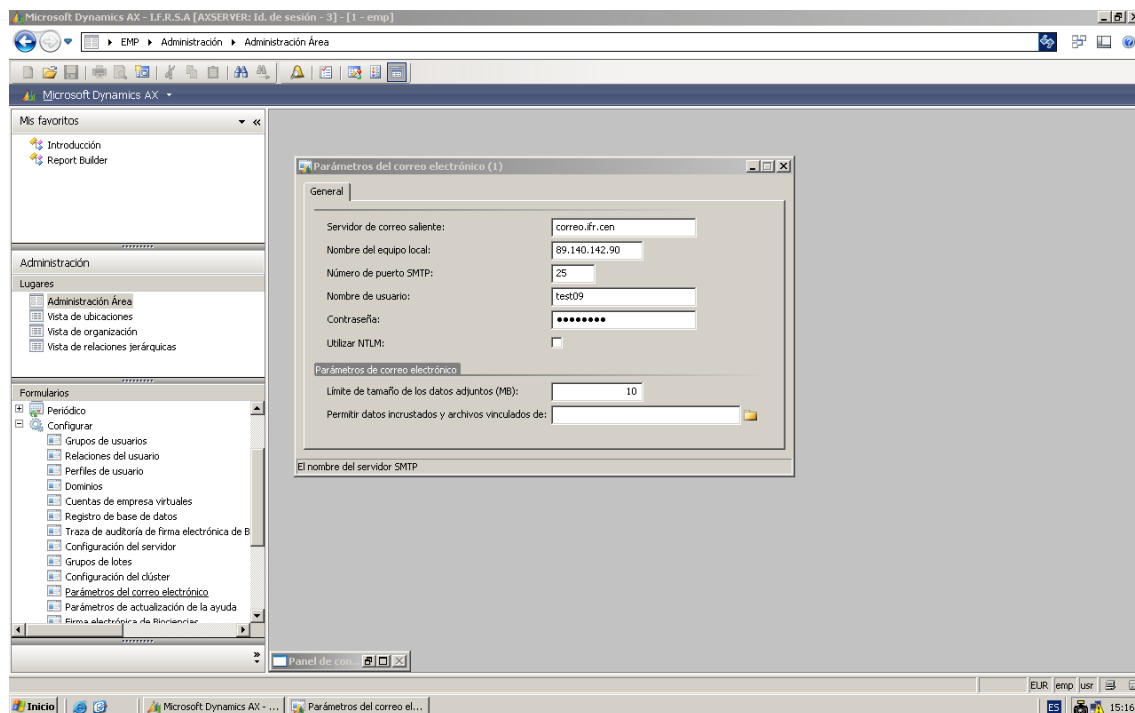 Microsoft Dynamics AX - I.F.R.S.A [AXSERVER: Id. de sesión - 3] - [1 - emp]
EMP Administración Administración Área
Microsoft Dynamics AX
Mis favoritos
Introducción
Report Builder
Administración
Lugares
Administración Área
Vista de ubicaciones
Vista de organización
Vista de relaciones jerárquicas
Formularios
Periódico
Configurar
Grupos de usuarios
Relaciones del usuario
Perfiles de usuario
Dominios
Cuentas de empresa virtuales
Registro de base de datos
Traza de auditoría de firma electrónica de B
Configuración del servidor
Grupos de lotes
Configuración del clúster
Parámetros del correo electrónico
Parámetros de actualización de la ayuda
Firma electrónica de Biociencias
Parámetros del correo electrónico (1)
General
Servidor de correo saliente: correo.ifr.cen
Nombre del equipo local: 89.140.142.90
Número de puerto SMTP: 25
Nombre de usuario: test09
Contraseña: ••••••••
Utilizar NTLM:
Parámetros de correo electrónico
Límite de tamaño de los datos adjuntos (MB): 10
Permitir datos incrustados y archivos vinculados de:
El nombre del servidor SMTP
Panel de con...
EUR emp usr
Inicio Microsoft Dynamics AX - ... Parámetros del correo el... ES 15:16